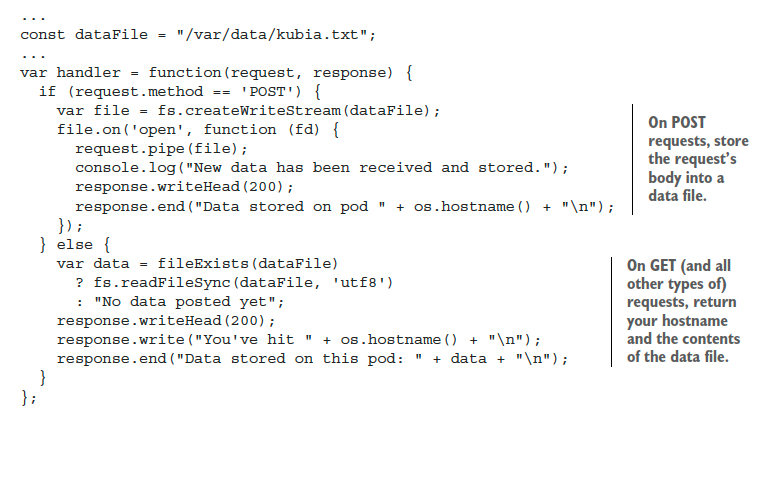 ...
const dataFile = "/var/data/kubia.txt";
...
var handler = function(request, response) {
  if (request.method == 'POST') {
    var file = fs.createWriteStream(dataFile);
    file.on('open', function (fd) {
      request.pipe(file);
      console.log("New data has been received and stored.");
      response.writeHead(200);
      response.end("Data stored on pod " + os.hostname() + "\n");
    });
  } else {
    var data = fileExists(dataFile)
      ? fs.readFileSync(dataFile, 'utf8')
      : "No data posted yet";
    response.writeHead(200);
    response.write("You've hit " + os.hostname() + "\n");
    response.end("Data stored on this pod: " + data + "\n");
  }
};
On POST
requests, store
the request's
body into a
data file.
On GET (and all
other types of)
requests, return
your hostname
and the contents
of the data file.